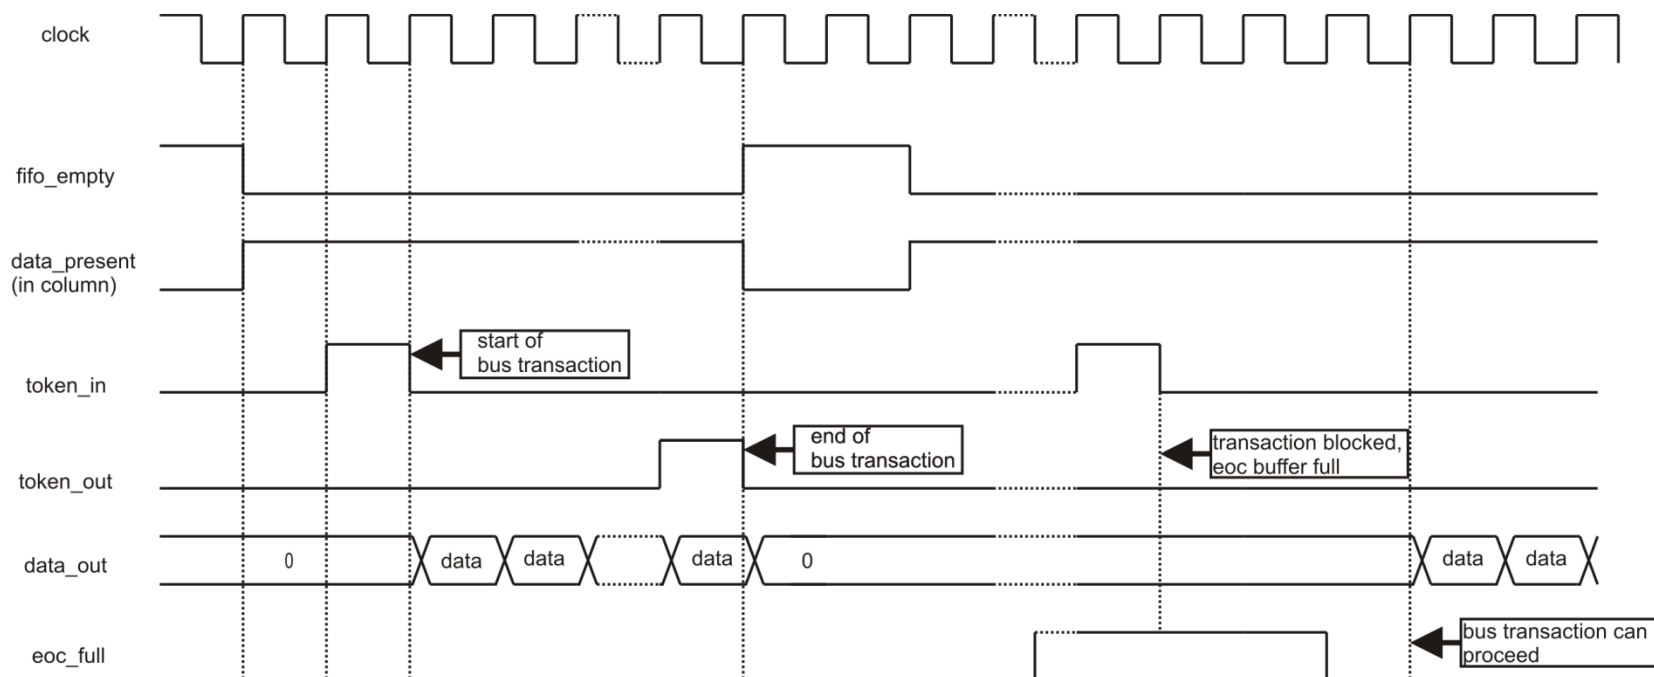 clock
fifo_empty
data_present
(in column)
start of
bus transaction
token_in
end of
bus transaction
transaction blocked,
eoc buffer full
token_out
data_out
0
data
data
data
0
data
data
eoc_full
bus transaction can
proceed